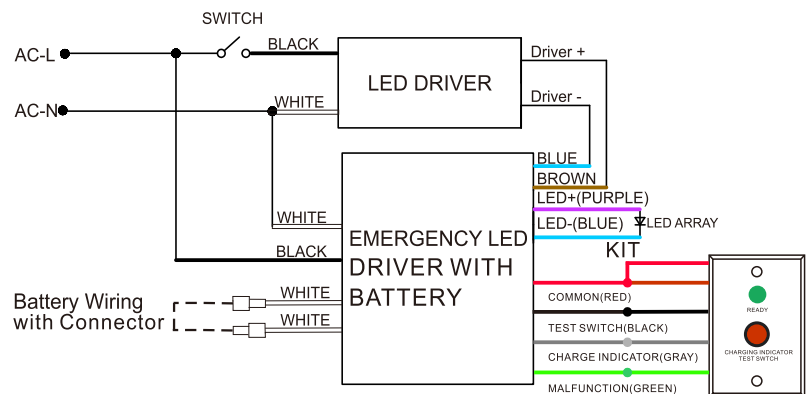 SWITCH
AC-L
BLACK
Driver +
LED DRIVER
Driver -
AC-N
WHITE
BLUE
BROWN
LED+(PURPLE)
WHITE
LED-(BLUE)
LED ARRAY
EMERGENCY LED
DRIVER WITH
BATTERY
BLACK
KIT
WHITE
Battery Wiring
with Connector
WHITE
COMMON(RED)
READY
TEST SWITCH(BLACK)
CHARGE INDICATOR(GRAY)
CHARGING INDICATOR
TEST SWTCH
MALFUNCTION(GREEN)